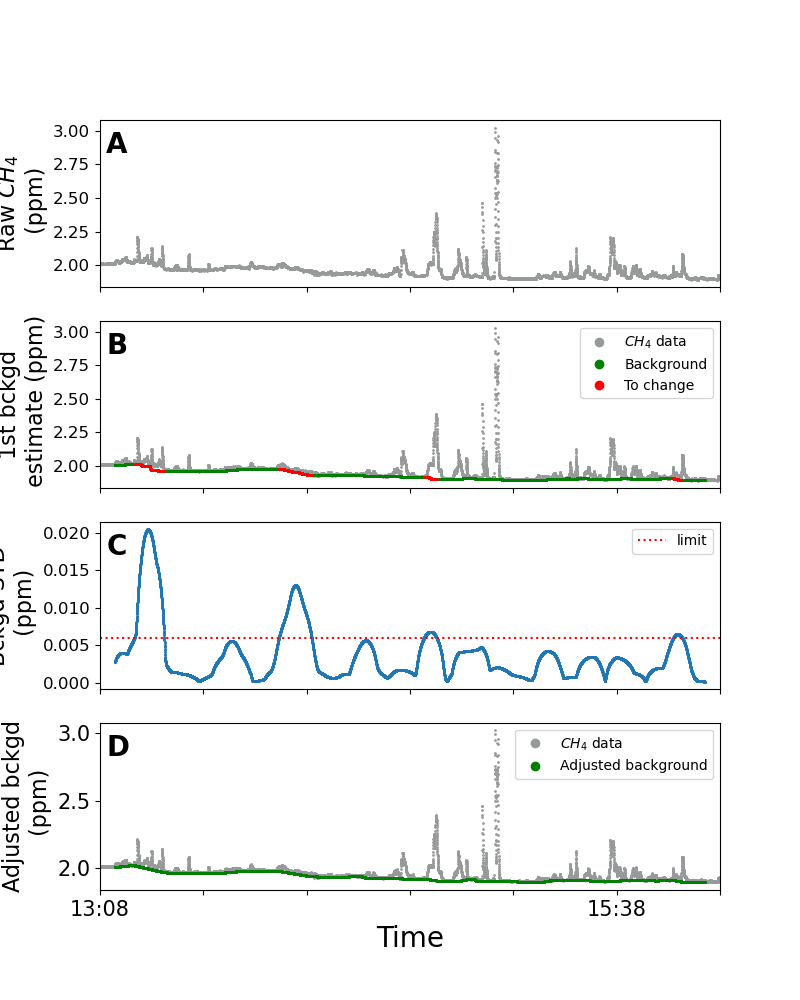 A
Raw CH₄
(ppm)
3.00
2.75
2.50
2.25
2.00
B
1st bckgd
estimate (ppm)
3.00
2.75
2.50
2.25
2.00
CH₄ data
Background
To change
C
(ppm)
0.020
0.015
0.010
0.005
0.000
limit
D
Adjusted bckgd
(ppm)
3.0
2.5
2.0
CH₄ data
Adjusted background
13:08
15:38
Time